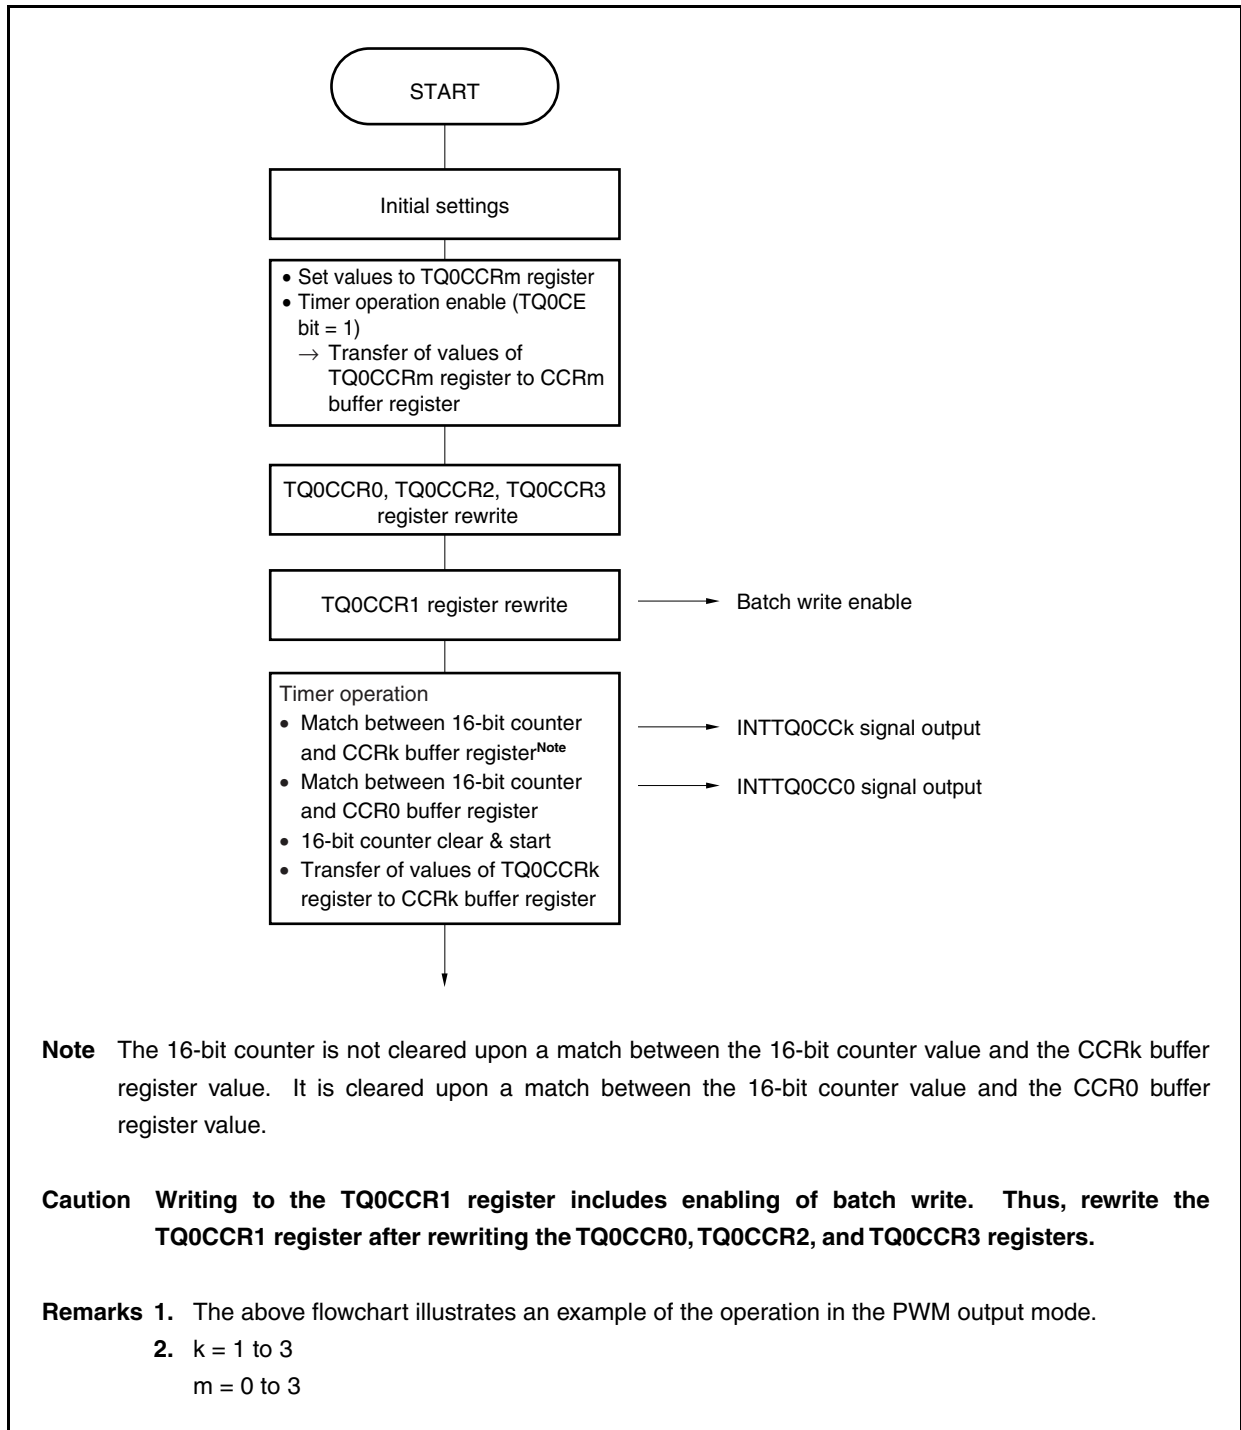 START
Initial settings
• Set values to TQ0CCRm register
• Timer operation enable (TQ0CE
bit = 1)
→ Transfer of values of
TQ0CCRm register to CCRm
buffer register
TQ0CCR0, TQ0CCR2, TQ0CCR3
register rewrite
TQ0CCR1 register rewrite
Batch write enable
Timer operation
• Match between 16-bit counter
and CCRk buffer registerNote
INTTQ0CCk signal output
• Match between 16-bit counter
and CCR0 buffer register
INTTQ0CC0 signal output
• 16-bit counter clear & start
• Transfer of values of TQ0CCRk
register to CCRk buffer register
Note The 16-bit counter is not cleared upon a match between the 16-bit counter value and the CCRk buffer
register value. It is cleared upon a match between the 16-bit counter value and the CCR0 buffer
register value.
Caution Writing to the TQ0CCR1 register includes enabling of batch write. Thus, rewrite the
TQ0CCR1 register after rewriting the TQ0CCR0, TQ0CCR2, and TQ0CCR3 registers.
Remarks 1. The above flowchart illustrates an example of the operation in the PWM output mode.
2. k = 1 to 3
m = 0 to 3